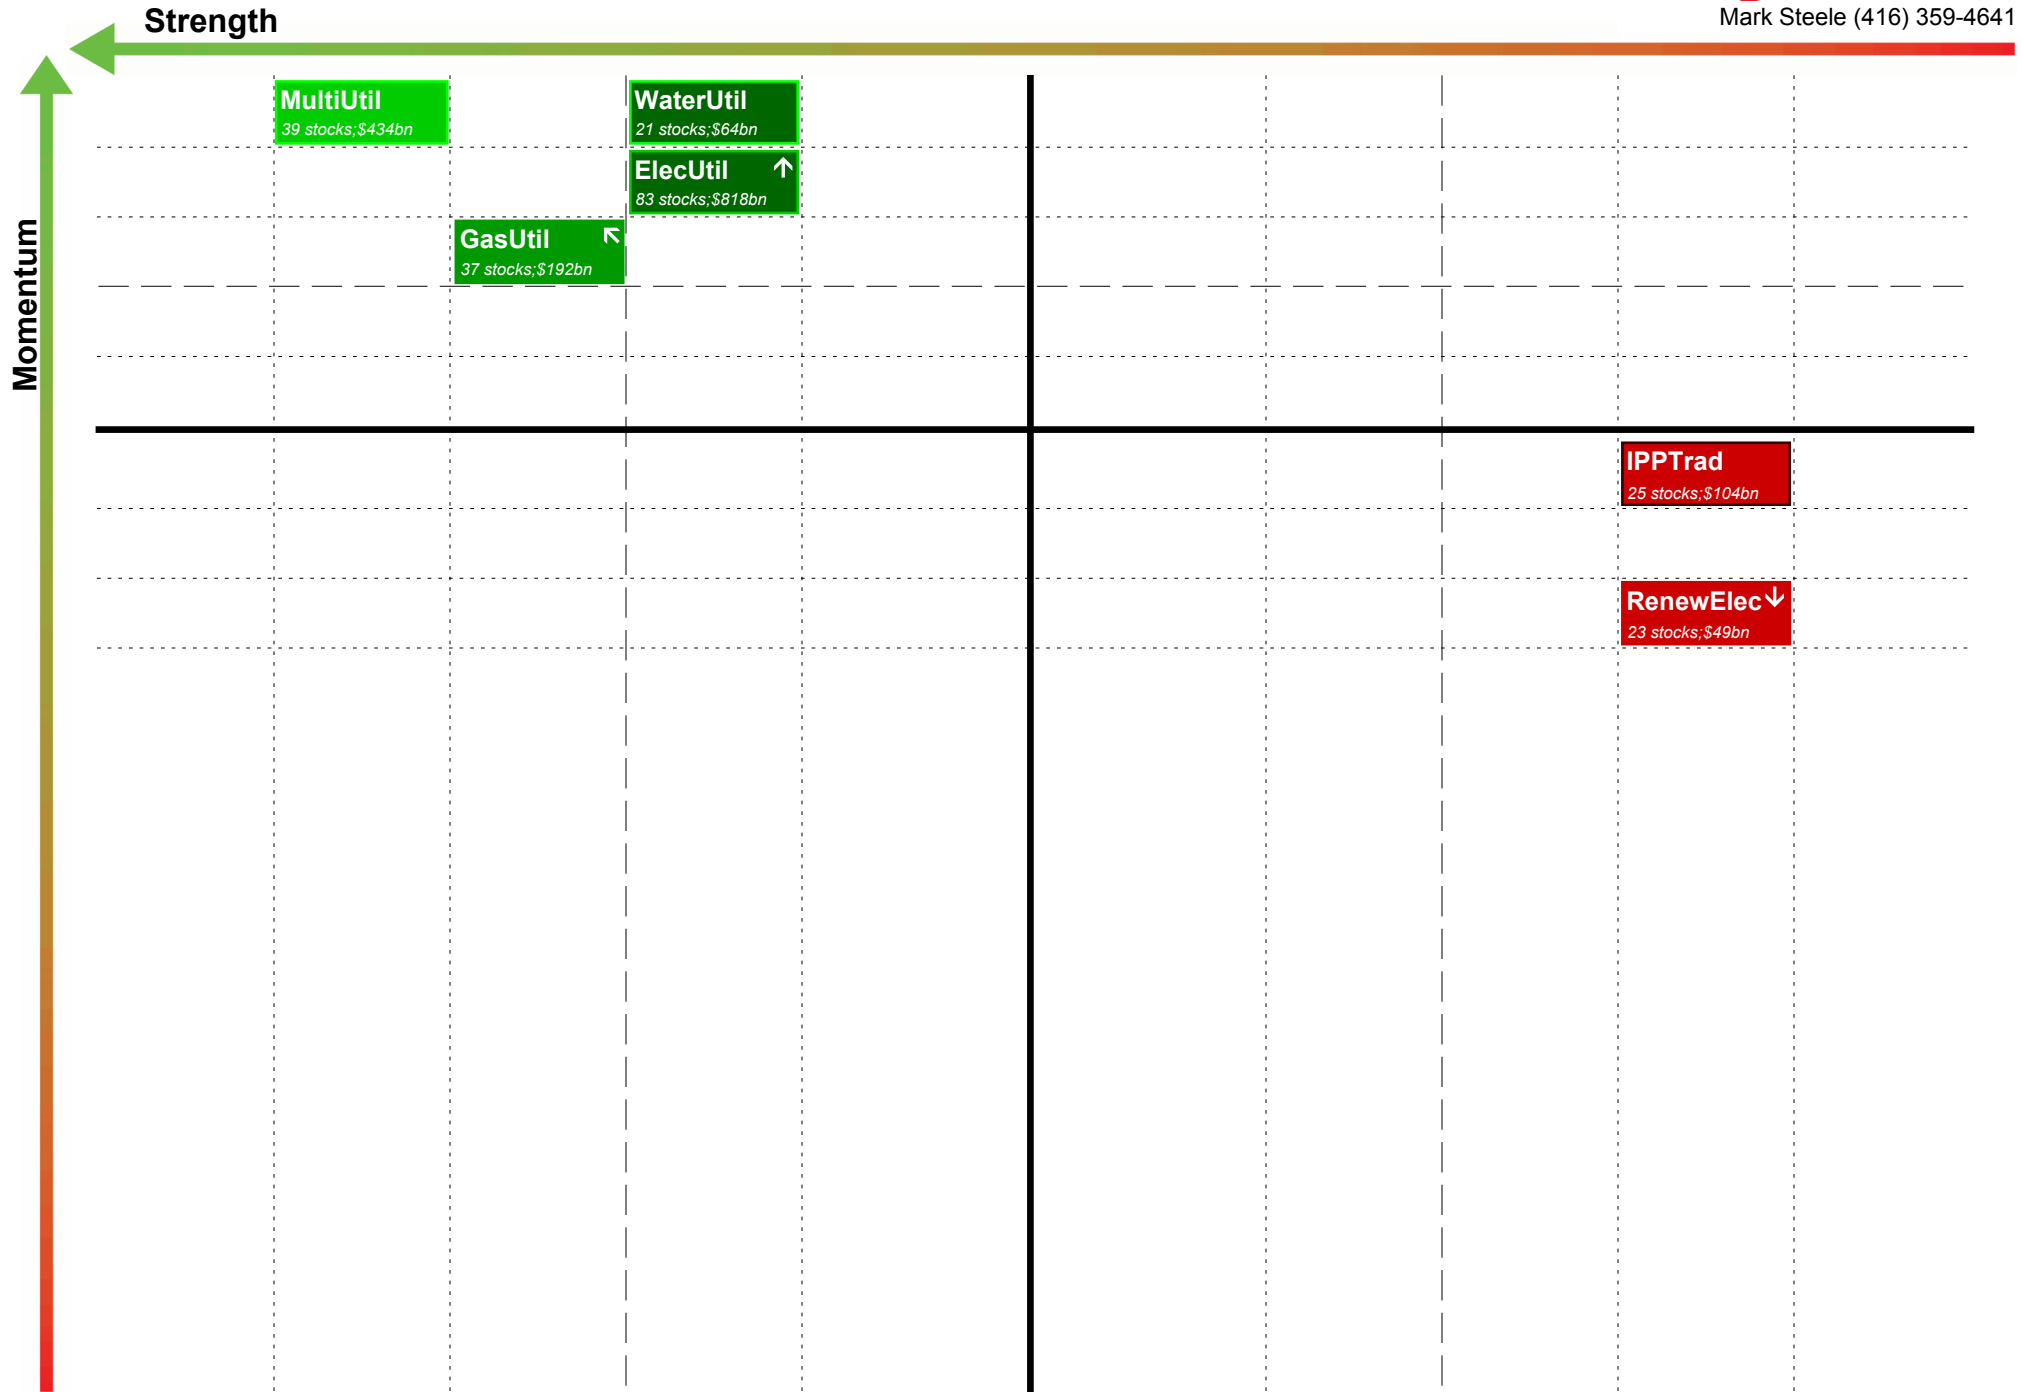 Strength
Mark Steele (416) 359-4641
Momentum
MultiUtil
39 stocks;$434bn
WaterUtil
21 stocks;$64bn
ElecUtil
83 stocks;$818bn
GasUtil
37 stocks;$192bn
IPPTrad
25 stocks;$104bn
RenewElec
23 stocks;$49bn